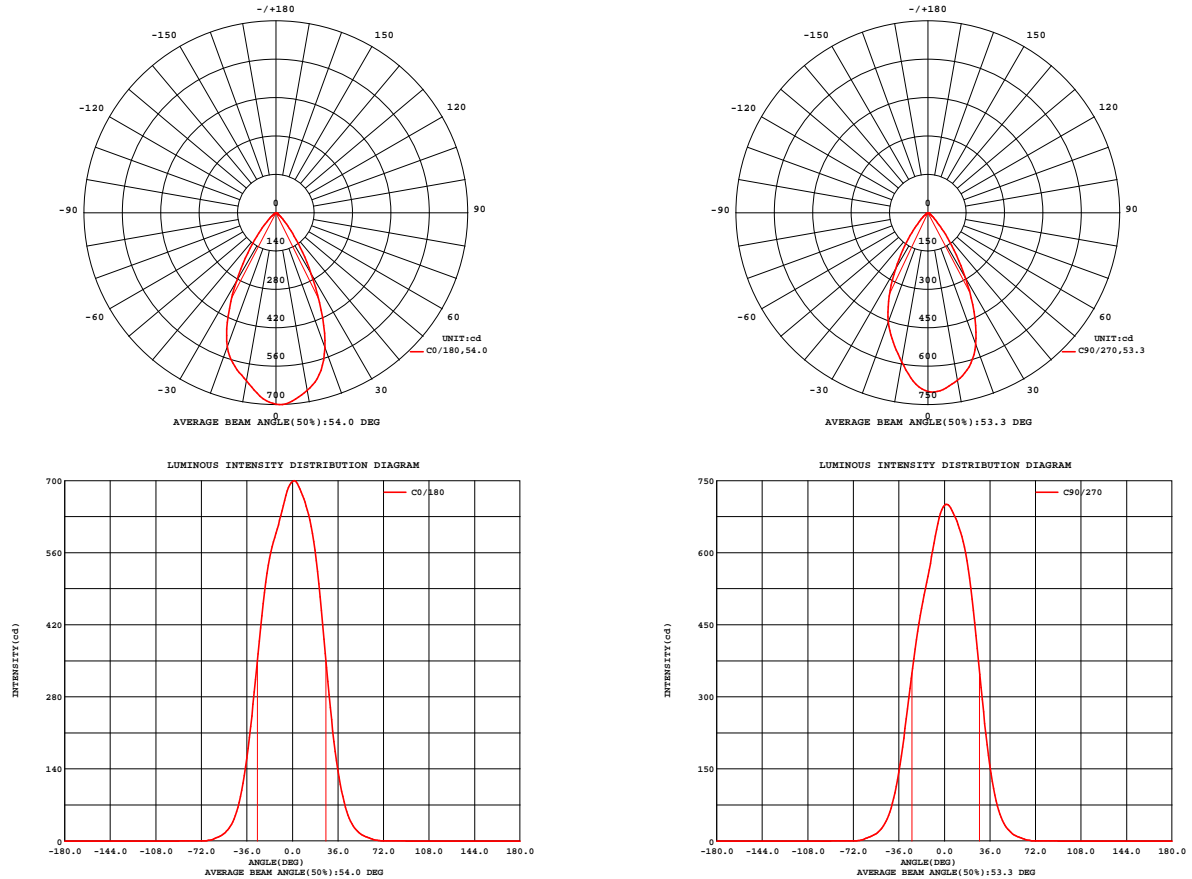 -/+180
-150
150
-120
120
-90
90
-60
60
-30
30
0
0
140
280
420
560
700
UNIT:cd
C0/180,54.0
AVERAGE BEAM ANGLE(50%):54.0 DEG
-/+180
-150
150
-120
120
-90
90
-60
60
-30
30
0
0
150
300
450
600
750
UNIT:cd
C90/270,53.3
AVERAGE BEAM ANGLE(50%):53.3 DEG
LUMINOUS INTENSITY DISTRIBUTION DIAGRAM
C0/180
INTENSITY(cd)
700
560
420
280
140
0
-180.0 -144.0 -108.0 -72.0 -36.0 0.0 36.0 72.0 108.0 144.0 180.0
ANGLE(DEG)
AVERAGE BEAM ANGLE(50%):54.0 DEG
LUMINOUS INTENSITY DISTRIBUTION DIAGRAM
C90/270
INTENSITY(cd)
750
600
450
300
150
0
-180.0 -144.0 -108.0 -72.0 -36.0 0.0 36.0 72.0 108.0 144.0 180.0
ANGLE(DEG)
AVERAGE BEAM ANGLE(50%):53.3 DEG